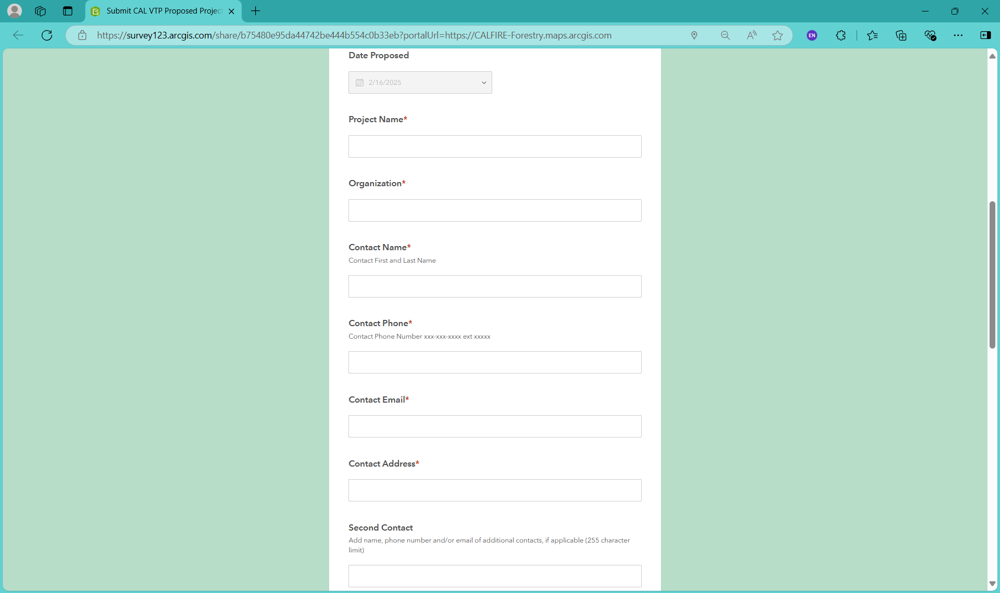 Submit CAL VTP Proposed Project
https://survey123.arcgis.com/share/b75480e95da44742be444b554c0b33eb?portalUrl=https://CALFIRE-Forestry.maps.arcgis.com
EN
Date Proposed
2/16/2025
Project Name*
Organization*
Contact Name*
Contact First and Last Name
Contact Phone*
Contact Phone Number xxx-xxx-xxxx ext xxxxx
Contact Email*
Contact Address*
Second Contact
Add name, phone number and/or email of additional contacts, if applicable (255 character
limit)